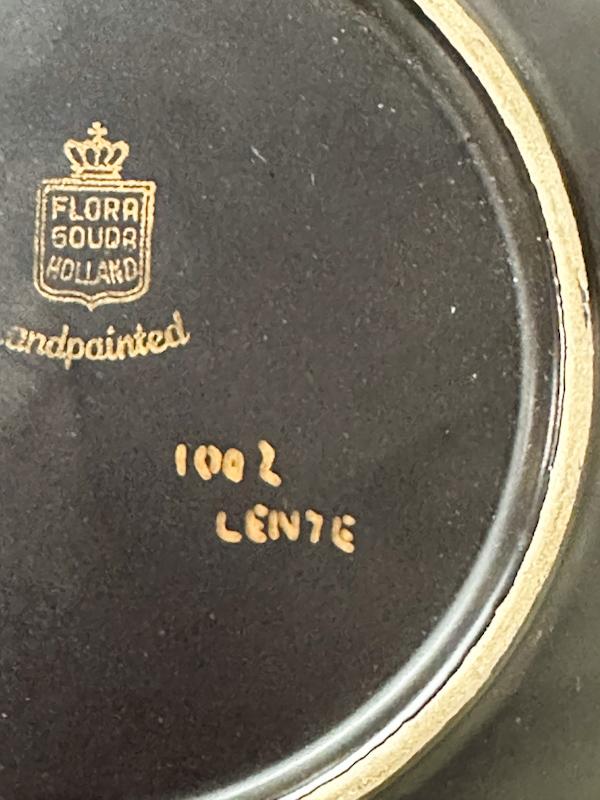 FLORA
GOUDA
HOLLAND
andpainted
1002
LENTE